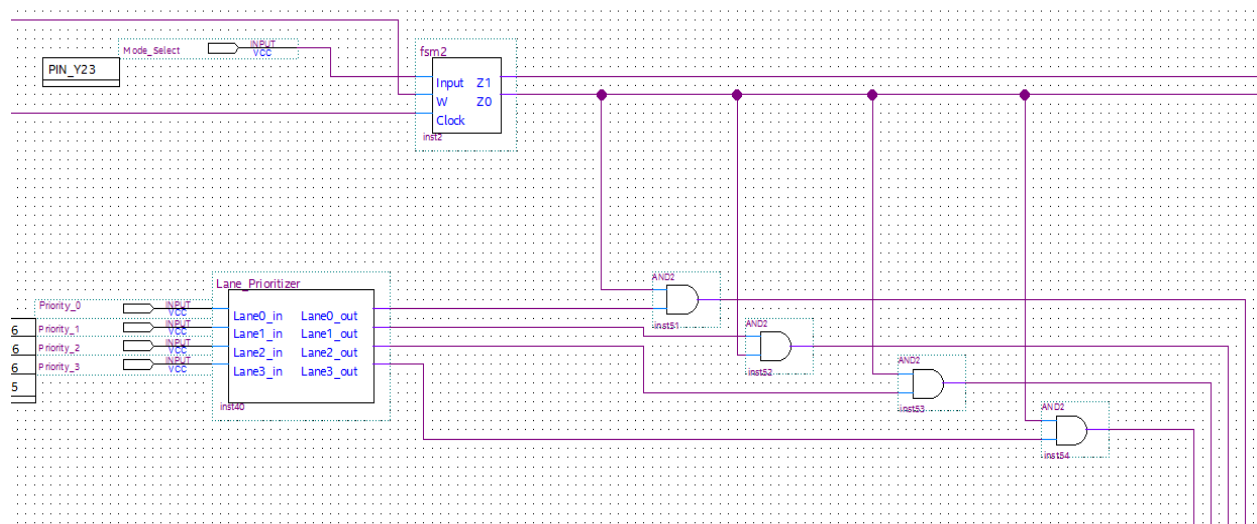 Mode_Select INPUT
VCC
PIN_Y23
fsm2
Input Z1
W Z0
Clock
inst2
Lane_Prioritizer
Priority_0 INPUT
VCC
Lane0_in Lane0_out
6 Priority_1 INPUT
VCC
Lane1_in Lane1_out
6 Priority_2 INPUT
VCC
Lane2_in Lane2_out
6 Priority_3 INPUT
VCC
Lane3_in Lane3_out
5
inst40
AND2
inst51
AND2
inst52
AND2
inst53
AND2
inst54